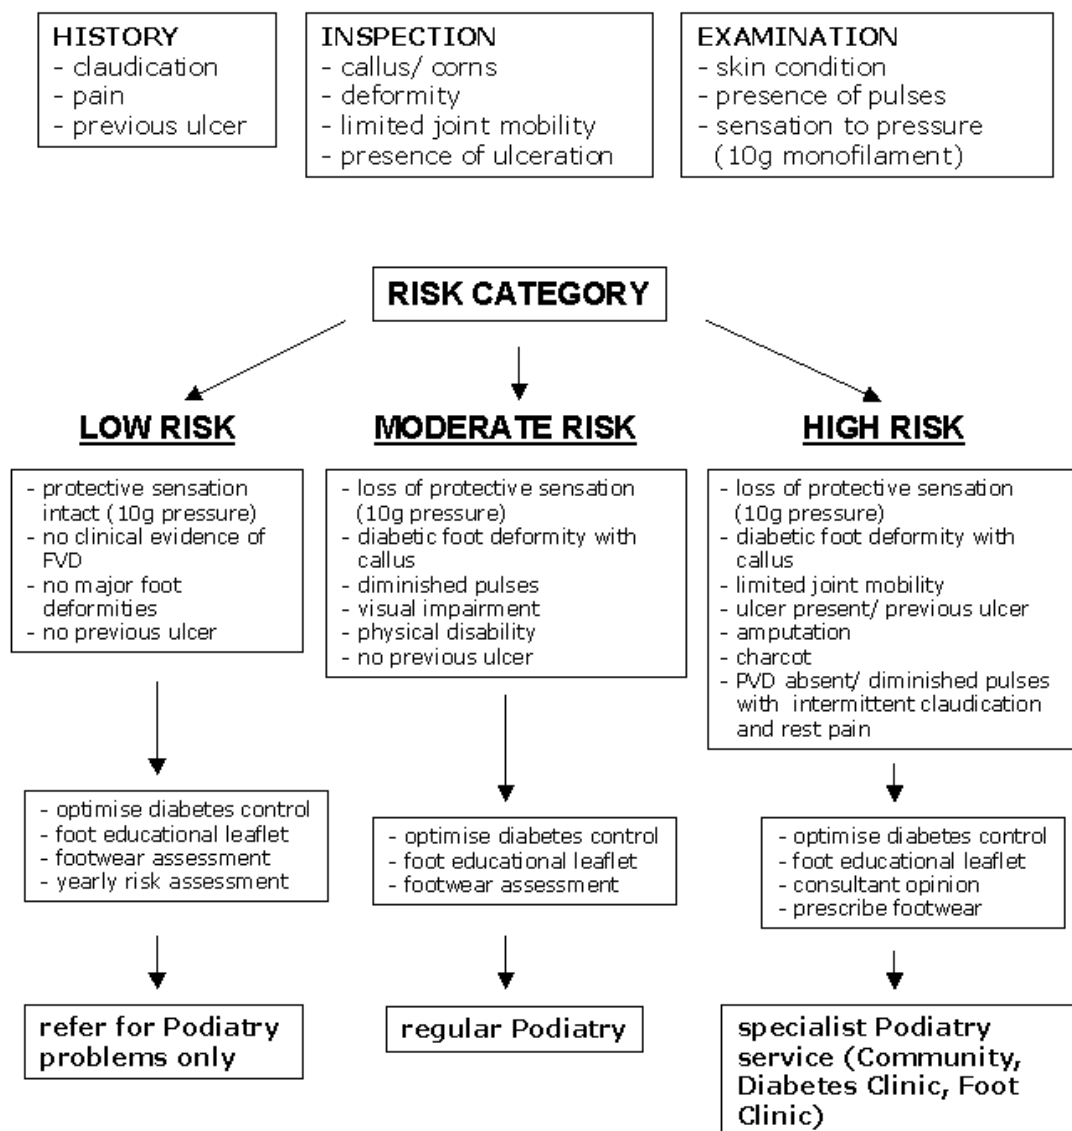 HISTORY
- claudication
- pain
- previous ulcer
INSPECTION
- callus/ corns
- deformity
- limited joint mobility
- presence of ulceration
EXAMINATION
- skin condition
- presence of pulses
- sensation to pressure
(10g monofilament)
RISK CATEGORY
LOW RISK
- protective sensation
intact (10g pressure)
- no clinical evidence of
FVD
- no major foot
deformities
- no previous ulcer
- optimise diabetes control
- foot educational leaflet
- footwear assessment
- yearly risk assessment
refer for Podiatry
problems only
MODERATE RISK
- loss of protective sensation
(10g pressure)
- diabetic foot deformity with
callus
- diminished pulses
- visual impairment
- physical disability
- no previous ulcer
- optimise diabetes control
- foot educational leaflet
- footwear assessment
regular Podiatry
HIGH RISK
- loss of protective sensation
(10g pressure)
- diabetic foot deformity with
callus
- limited joint mobility
- ulcer present/ previous ulcer
- amputation
- charcot
- PVD absent/ diminished pulses
with intermittent claudication
and rest pain
- optimise diabetes control
- foot educational leaflet
- consultant opinion
- prescribe footwear
specialist Podiatry
service (Community,
Diabetes Clinic, Foot
Clinic)